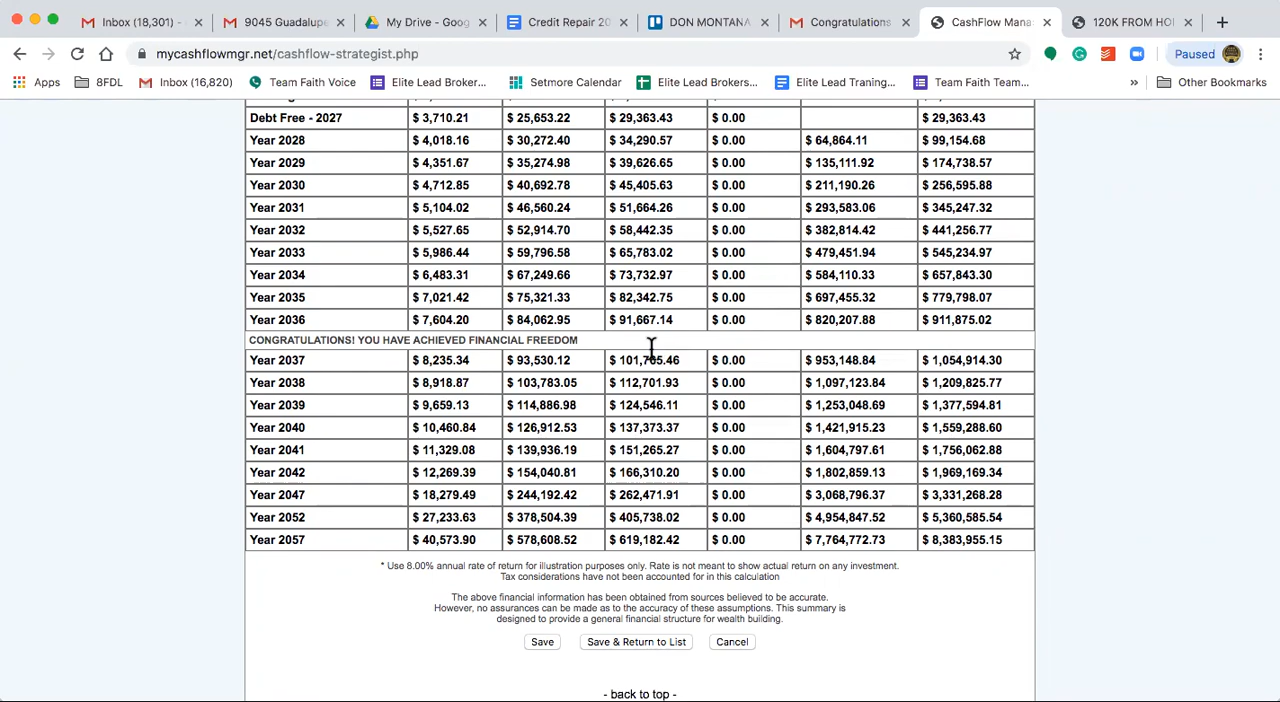 Inbox (18,301) -
9045 Guadalupe
My Drive - Goog
Credit Repair 20
DON MONTANA
Congratulations
CashFlow Mana
120K FROM HO
mycashflowmgr.net/cashflow-strategist.php
Paused
Apps
8FDL
Inbox (16,820)
Team Faith Voice
Elite Lead Broker...
Setmore Calendar
Elite Lead Brokers...
Elite Lead Traning...
Team Faith Team...
»
Other Bookmarks
Debt Free - 2027 $ 3,710.21 $ 25,653.22 $ 29,363.43 $ 0.00 $ 29,363.43
Year 2028 $ 4,018.16 $ 30,272.40 $ 34,290.57 $ 0.00 $ 64,864.11 $ 99,154.68
Year 2029 $ 4,351.67 $ 35,274.98 $ 39,626.65 $ 0.00 $ 135,111.92 $ 174,738.57
Year 2030 $ 4,712.85 $ 40,692.78 $ 45,405.63 $ 0.00 $ 211,190.26 $ 256,595.88
Year 2031 $ 5,104.02 $ 46,560.24 $ 51,664.26 $ 0.00 $ 293,583.06 $ 345,247.32
Year 2032 $ 5,527.65 $ 52,914.70 $ 58,442.35 $ 0.00 $ 382,814.42 $ 441,256.77
Year 2033 $ 5,986.44 $ 59,796.58 $ 65,783.02 $ 0.00 $ 479,451.94 $ 545,234.97
Year 2034 $ 6,483.31 $ 67,249.66 $ 73,732.97 $ 0.00 $ 584,110.33 $ 657,843.30
Year 2035 $ 7,021.42 $ 75,321.33 $ 82,342.75 $ 0.00 $ 697,455.32 $ 779,798.07
Year 2036 $ 7,604.20 $ 84,062.95 $ 91,667.14 $ 0.00 $ 820,207.88 $ 911,875.02
CONGRATULATIONS! YOU HAVE ACHIEVED FINANCIAL FREEDOM
Year 2037 $ 8,235.34 $ 93,530.12 $ 101,765.46 $ 0.00 $ 953,148.84 $ 1,054,914.30
Year 2038 $ 8,918.87 $ 103,783.05 $ 112,701.93 $ 0.00 $ 1,097,123.84 $ 1,209,825.77
Year 2039 $ 9,659.13 $ 114,886.98 $ 124,546.11 $ 0.00 $ 1,253,048.69 $ 1,377,594.81
Year 2040 $ 10,460.84 $ 126,912.53 $ 137,373.37 $ 0.00 $ 1,421,915.23 $ 1,559,288.60
Year 2041 $ 11,329.08 $ 139,936.19 $ 151,265.27 $ 0.00 $ 1,604,797.61 $ 1,756,062.88
Year 2042 $ 12,269.39 $ 154,040.81 $ 166,310.20 $ 0.00 $ 1,802,859.13 $ 1,969,169.34
Year 2047 $ 18,279.49 $ 244,192.42 $ 262,471.91 $ 0.00 $ 3,068,796.37 $ 3,331,268.28
Year 2052 $ 27,233.63 $ 378,504.39 $ 405,738.02 $ 0.00 $ 4,954,847.52 $ 5,360,585.54
Year 2057 $ 40,573.90 $ 578,608.52 $ 619,182.42 $ 0.00 $ 7,764,772.73 $ 8,383,955.15
* Use 8.00% annual rate of return for illustration purposes only. Rate is not meant to show actual return on any investment.
Tax considerations have not been accounted for in this calculation
The above financial information has been obtained from sources believed to be accurate.
However, no assurances can be made as to the accuracy of these assumptions. This summary is
designed to provide a general financial structure for wealth building.
Save
Save & Return to List
Cancel
- back to top -